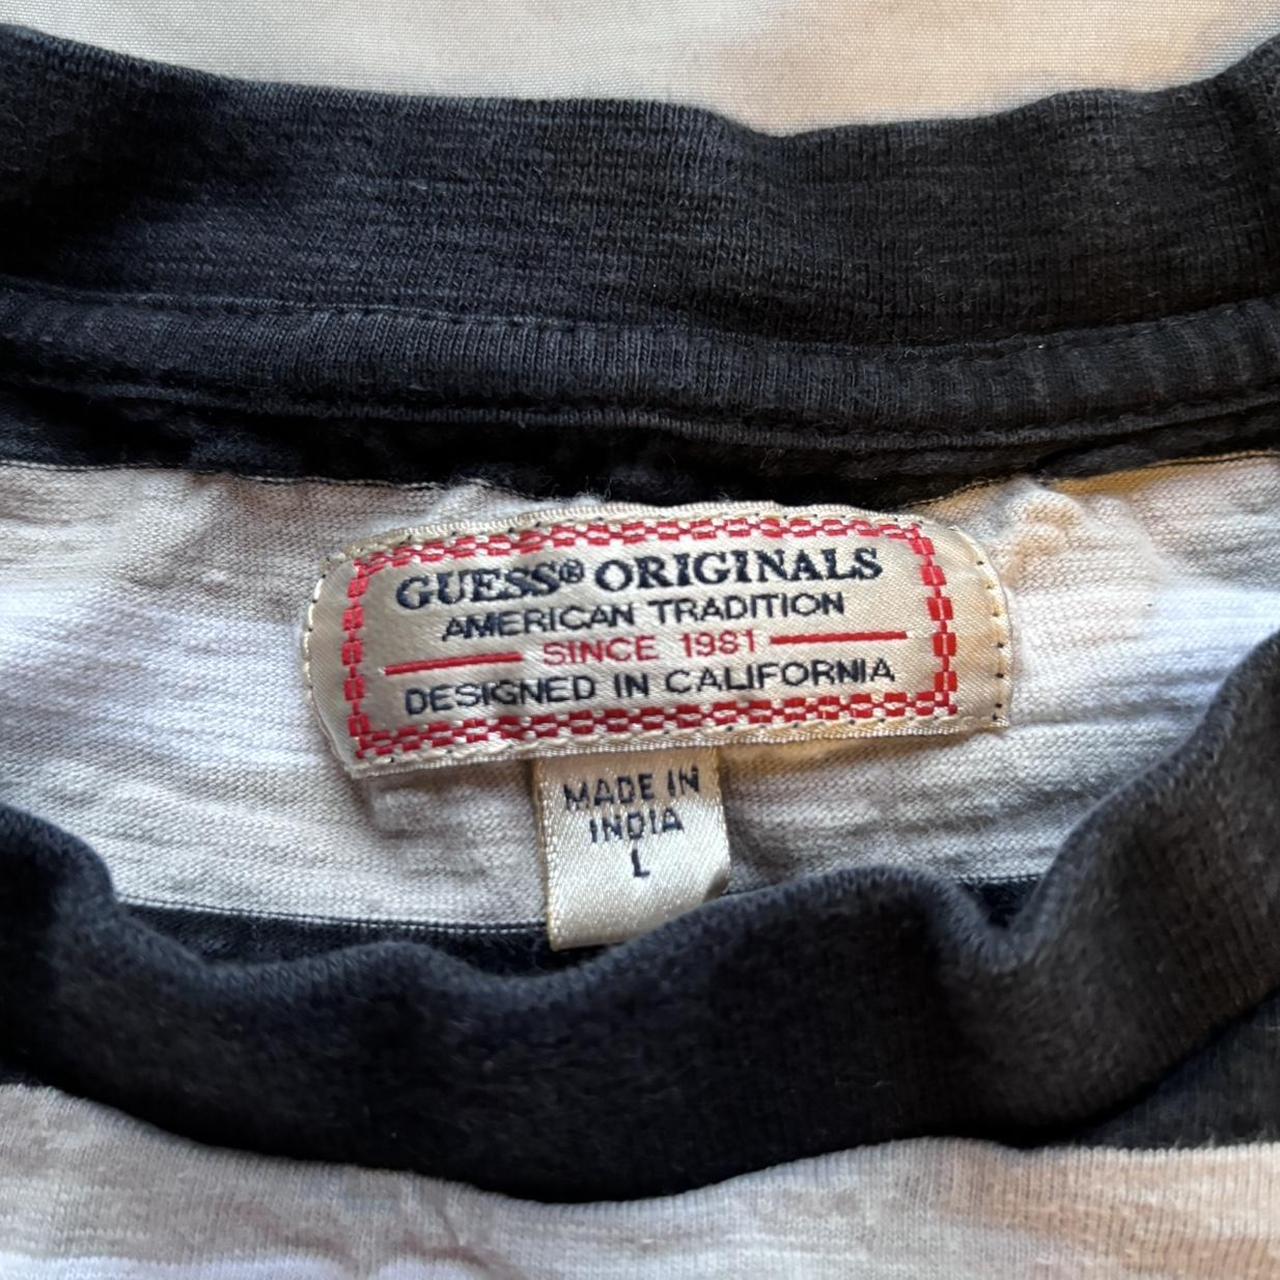 GUESS® ORIGINALS
AMERICAN TRADITION
SINCE 1981
DESIGNED IN CALIFORNIA
MADE IN
INDIA
L